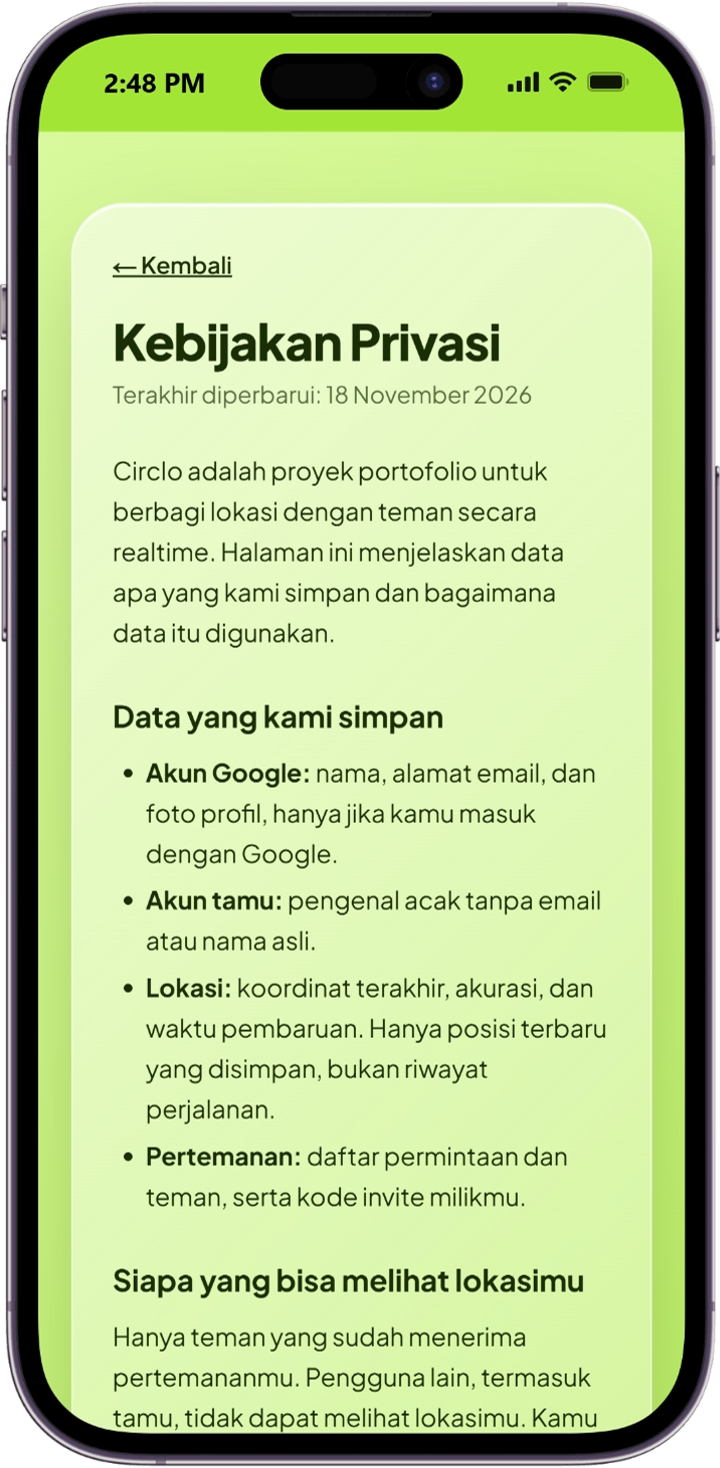 2:48 PM
← Kembali
Kebijakan Privasi
Terakhir diperbarui: 18 November 2026
Circlo adalah proyek portofolio untuk
berbagi lokasi dengan teman secara
realtime. Halaman ini menjelaskan data
apa yang kami simpan dan bagaimana
data itu digunakan.
Data yang kami simpan
• Akun Google: nama, alamat email, dan
foto profil, hanya jika kamu masuk
dengan Google.
• Akun tamu: pengenal acak tanpa email
atau nama asli.
• Lokasi: koordinat terakhir, akurasi, dan
waktu pembaruan. Hanya posisi terbaru
yang disimpan, bukan riwayat
perjalanan.
• Pertemanan: daftar permintaan dan
teman, serta kode invite milikmu.
Siapa yang bisa melihat lokasimu
Hanya teman yang sudah menerima
pertemananmu. Pengguna lain, termasuk
tamu, tidak dapat melihat lokasimu. Kamu